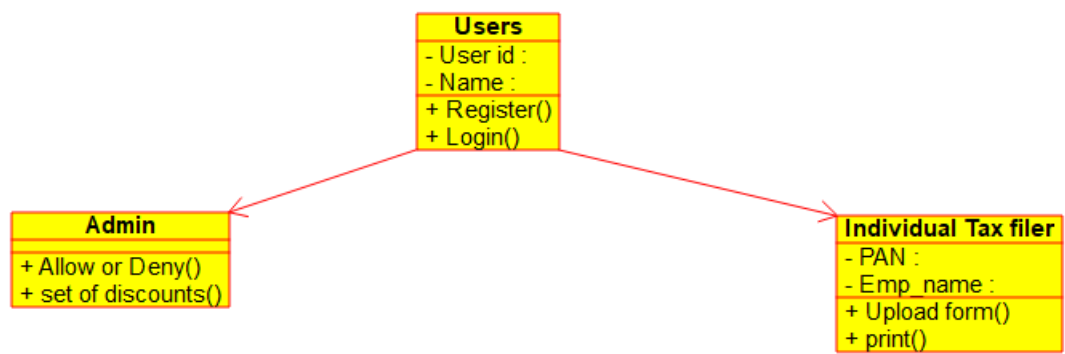 Users
- User id :
- Name :
+ Register()
+ Login()
Admin
+ Allow or Deny()
+ set of discounts()
Individual Tax filer
- PAN :
- Emp_name :
+ Upload form()
+ print()